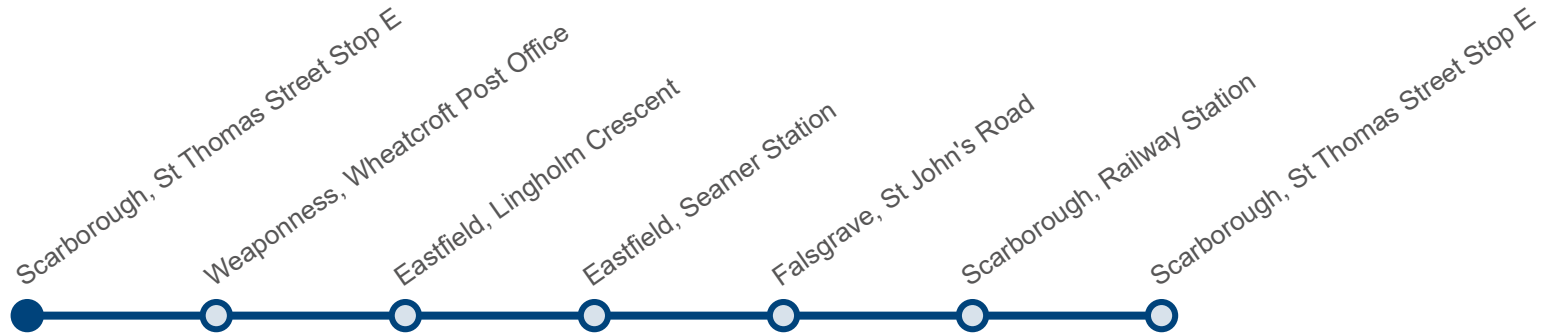 Scarborough, St Thomas Street Stop E
Weaponness, Wheatcroft Post Office
Eastfield, Lingholm Crescent
Eastfield, Seamer Station
Falsgrave, St John's Road
Scarborough, Railway Station
Scarborough, St Thomas Street Stop E